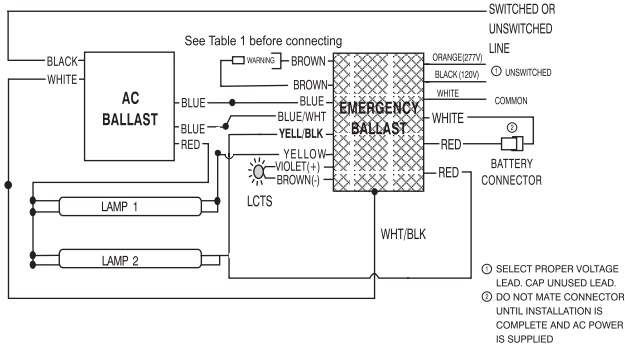 SWITCHED OR
UNSWITCHED
LINE
See Table 1 before connecting
BLACK
WHITE
AC
BALLAST
BLUE
BLUE
RED
WARNING
BROWN
BROWN
BLUE
BLUE/WHT
YELL/BLK
YELLOW
VIOLET(+)
BROWN(-)
LCTS
EMERGENCY
BALLAST
ORANGE(277V)
① UNSWITCHED
BLACK (120V)
WHITE
COMMON
WHITE
②
RED
BATTERY
CONNECTOR
RED
LAMP 1
LAMP 2
WHT/BLK
① SELECT PROPER VOLTAGE
LEAD. CAP UNUSED LEAD.
② DO NOT MATE CONNECTOR
UNTIL INSTALLATION IS
COMPLETE AND AC POWER
IS SUPPLIED